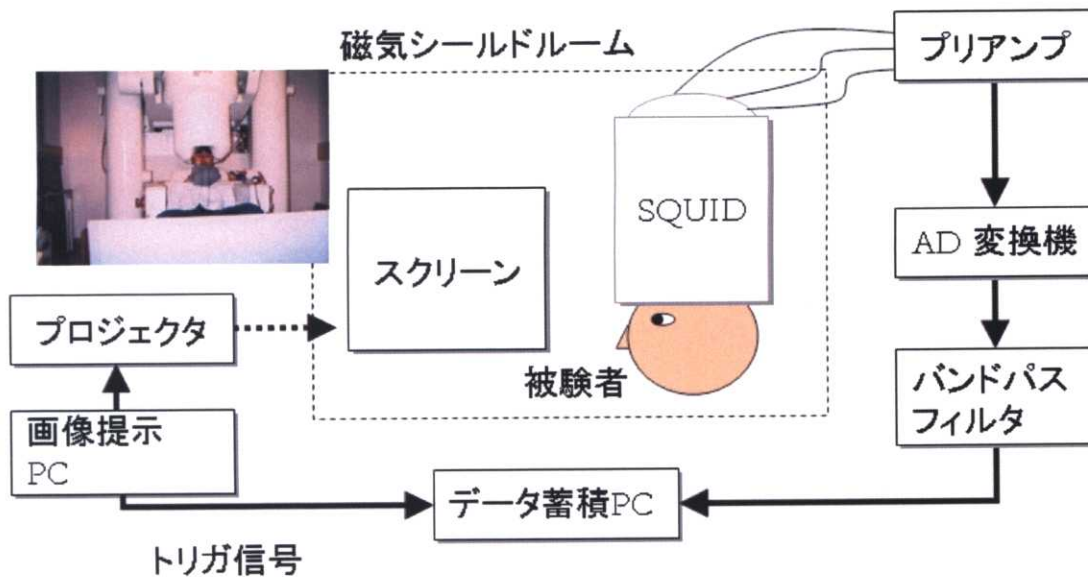 磁気シールドルーム
プリアンプ
SQUID
AD 変換機
スクリーン
プロジェクタ
被験者
バンドパス
フィルタ
画像提示
PC
データ蓄積PC
トリガ信号